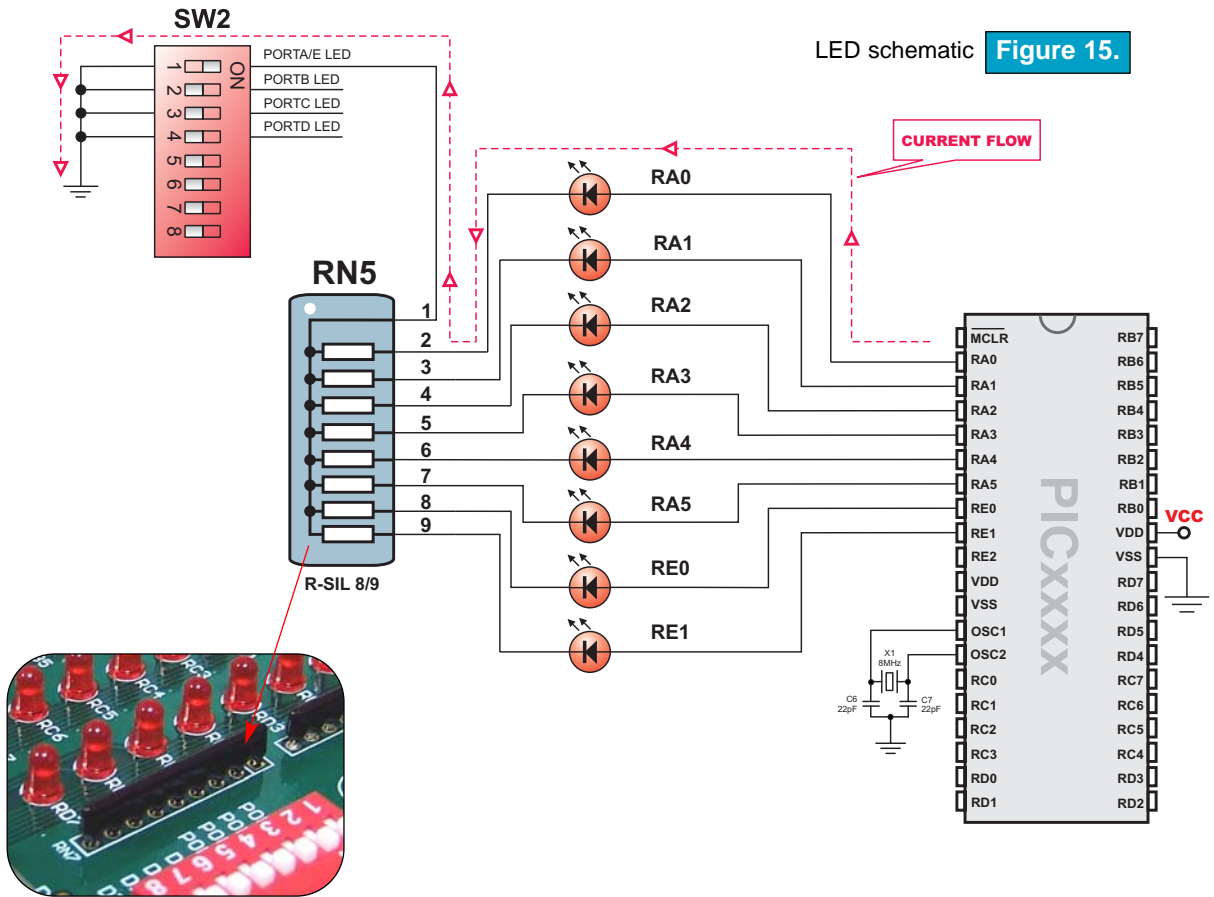 SW2
LED schematic
Figure 15.
ON
1
2
3
4
5
6
7
8
PORTA/E LED
PORTB LED
PORTC LED
PORTD LED
CURRENT FLOW
RA0
RA1
RA2
RA3
RA4
RA5
RE0
RE1
RN5
1
2
3
4
5
6
7
8
9
R-SIL 8/9
MCLR
RA0
RA1
RA2
RA3
RA4
RA5
RE0
RE1
RE2
VDD
VSS
OSC1
OSC2
RC0
RC1
RC2
RC3
RD0
RD1
PICxxxx
RB7
RB6
RB5
RB4
RB3
RB2
RB1
RB0
VDD
VSS
RD7
RD6
RD5
RD4
RC7
RC6
RC5
RC4
RD3
RD2
VCC
X1
8MHz
C6
22pF
C7
22pF
RC6
RC5
RC4
RC3
RD7
RD3
RN7
1
2
3
4
5
6
7
8